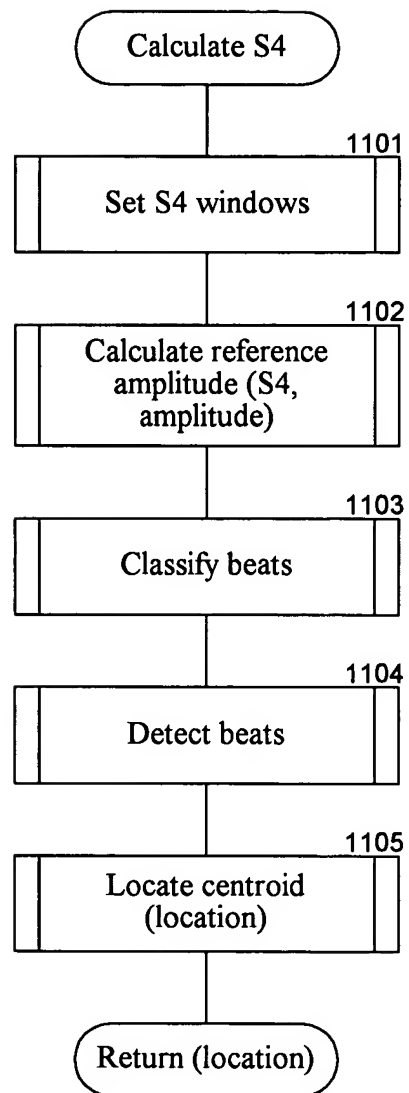 Calculate S4
1101
Set S4 windows
1102
Calculate reference
amplitude (S4,
amplitude)
1103
Classify beats
1104
Detect beats
1105
Locate centroid
(location)
Return (location)